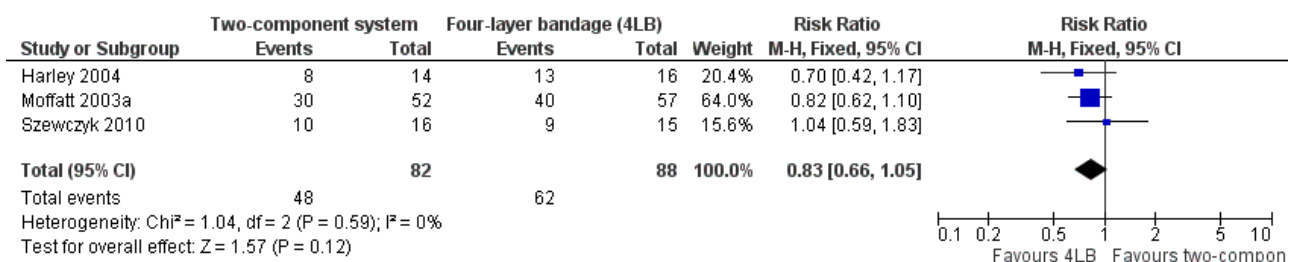 Two-component system Four-layer bandage (4LB) Risk Ratio Risk Ratio
Study or Subgroup Events Total Events Total Weight M-H, Fixed, 95% CI M-H, Fixed, 95% CI
Harley 2004 8 14 13 16 20.4% 0.70 [0.42, 1.17]
Moffatt 2003a 30 52 40 57 64.0% 0.82 [0.62, 1.10]
Szewczyk 2010 10 16 9 15 15.6% 1.04 [0.59, 1.83]
Total (95% CI) 82 88 100.0% 0.83 [0.66, 1.05]
Total events 48 62
Heterogeneity: Chi² = 1.04, df = 2 (P = 0.59); I² = 0%
Test for overall effect: Z = 1.57 (P = 0.12)
0.1 0.2 0.5 1 2 5 10
Favours 4LB Favours two-compon